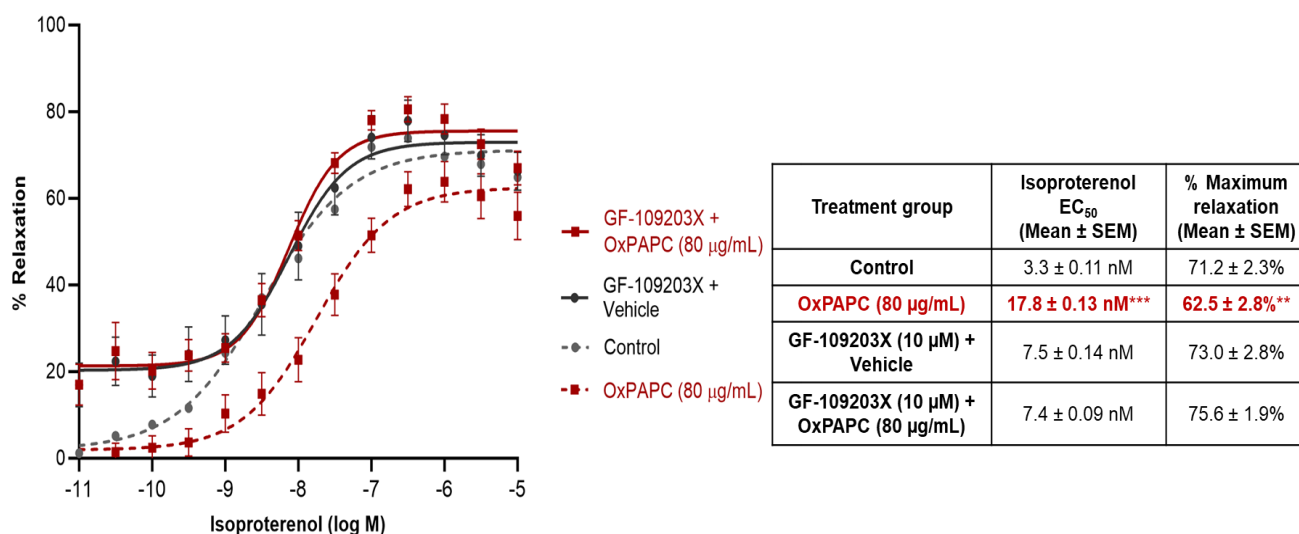 100
80
60
40
20
0
% Relaxation
-11
-10
-9
-8
-7
-6
-5
Isoproterenol (log M)
GF-109203X +
OxPAPC (80 µg/mL)
GF-109203X +
Vehicle
Control
OxPAPC (80 µg/mL)
Treatment group
Isoproterenol
EC50
(Mean ± SEM)
% Maximum
relaxation
(Mean ± SEM)
Control
3.3 ± 0.11 nM
71.2 ± 2.3%
OxPAPC (80 µg/mL)
17.8 ± 0.13 nM***
62.5 ± 2.8%**
GF-109203X (10 µM) +
Vehicle
7.5 ± 0.14 nM
73.0 ± 2.8%
GF-109203X (10 µM) +
OxPAPC (80 µg/mL)
7.4 ± 0.09 nM
75.6 ± 1.9%